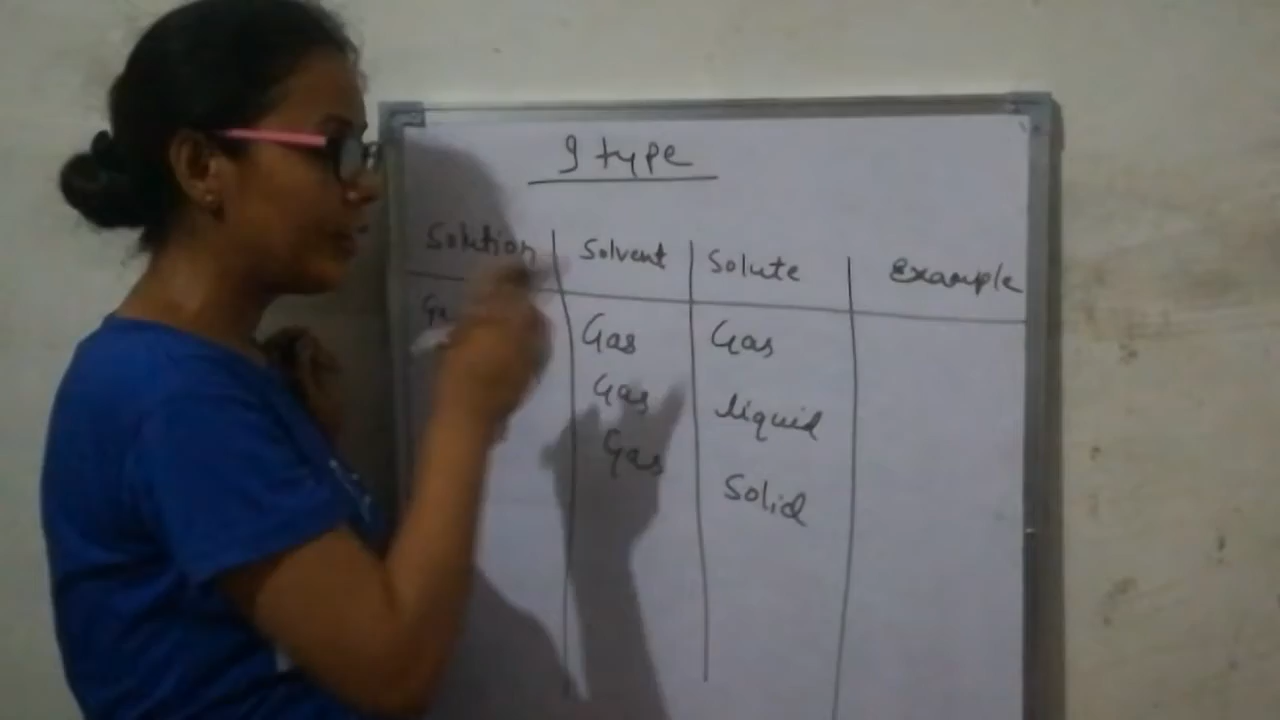 9 type
Solution Solvent Solute Example
Gas Gas
Gas liquid
Gas Solid